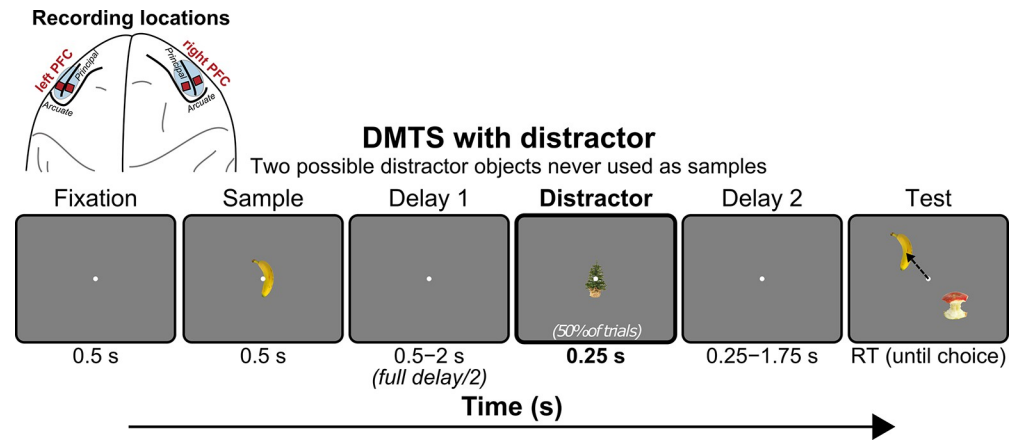 Recording locations
left PFC
Principal
Arcuate
right PFC
Principal
Arcuate
DMTS with distractor
Two possible distractor objects never used as samples
Fixation
Sample
Delay 1
Distractor
Delay 2
Test
(50%of trials)
0.5 s
0.5 s
0.5−2 s
(full delay/2)
0.25 s
0.25−1.75 s
RT (until choice)
Time (s)